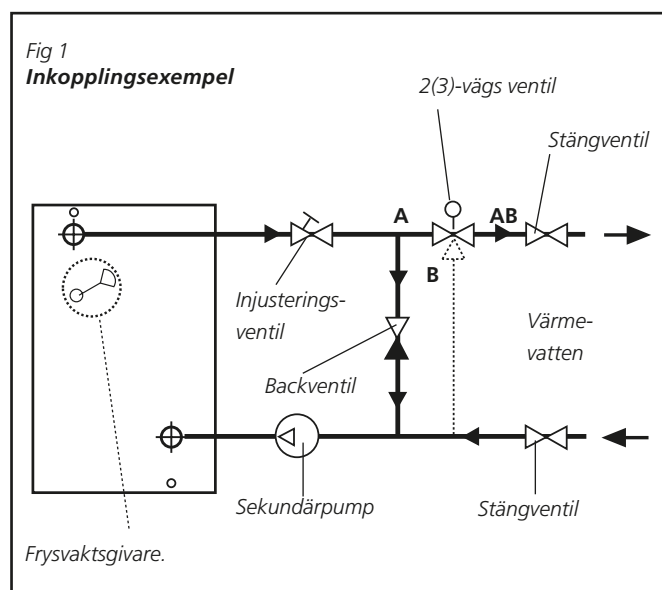 Fig 1
Inkopplingsexempel
2(3)-vägs ventil
Stängventil
A
AB
B
Injusterings-
ventil
Värme-
vatten
Backventil
Sekundärpump
Stängventil
Frysvaktsgivare.